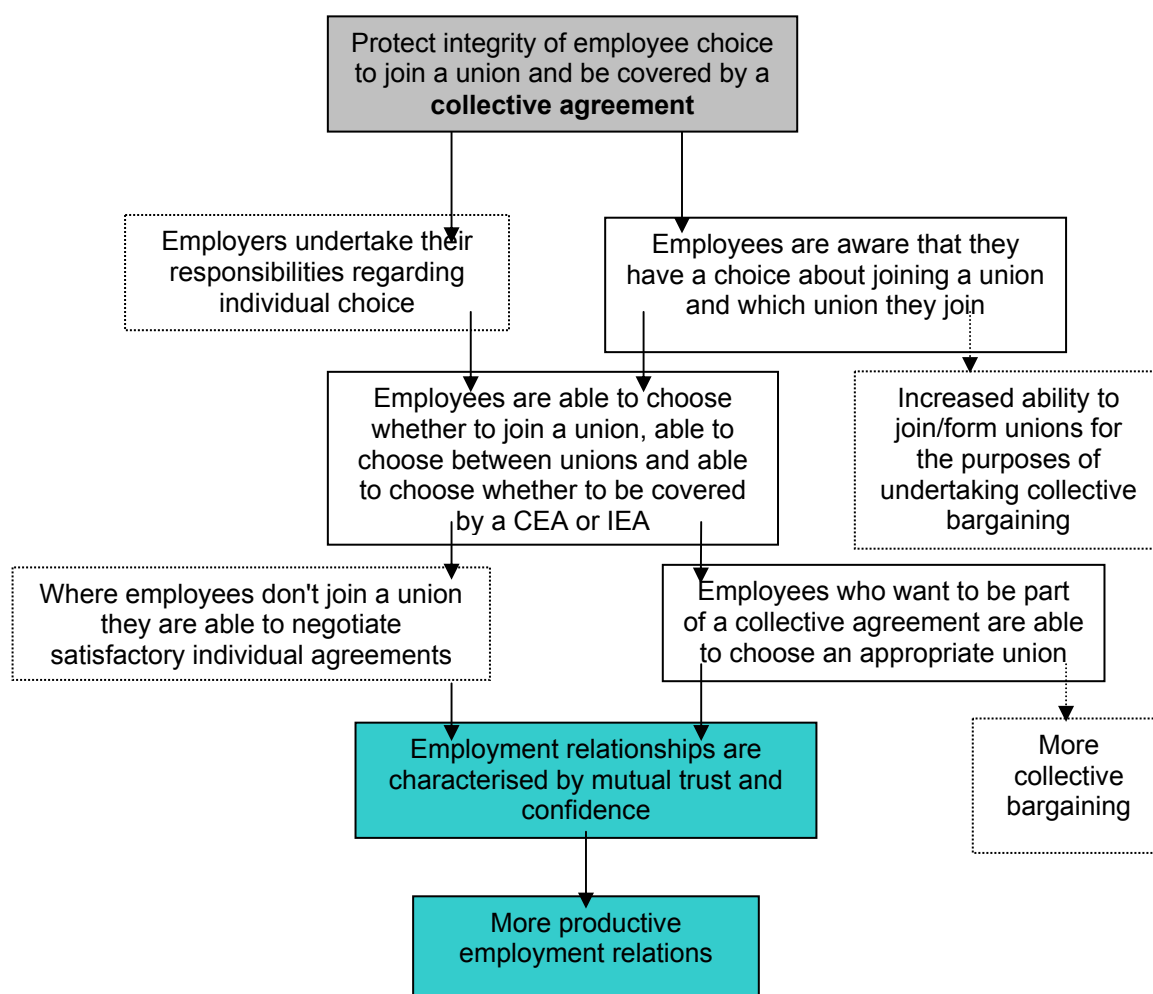 Protect integrity of employee choice
to join a union and be covered by a
collective agreement
Employers undertake their
responsibilities regarding
individual choice
Employees are aware that they
have a choice about joining a union
and which union they join
Employees are able to choose
whether to join a union, able to
choose between unions and able
to choose whether to be covered
by a CEA or IEA
Increased ability to
join/form unions for
the purposes of
undertaking collective
bargaining
Where employees don't join a union
they are able to negotiate
satisfactory individual agreements
Employees who want to be part
of a collective agreement are able
to choose an appropriate union
Employment relationships are
characterised by mutual trust and
confidence
More
collective
bargaining
More productive
employment relations